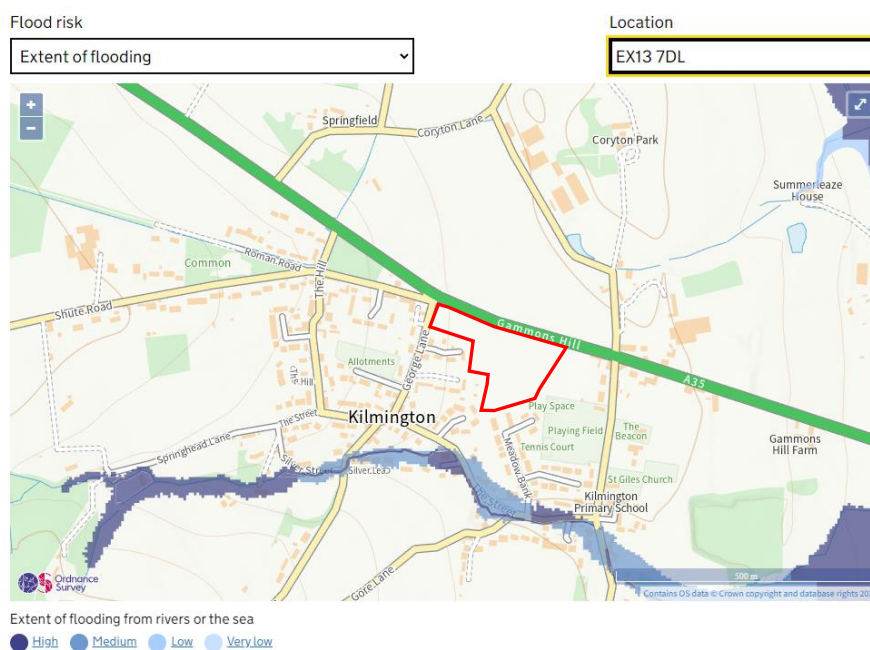 Flood risk
Location
Extent of flooding
EX13 7DL
+
−
Springfield
Coryton Lane
Coryton Park
Summerleaze
House
Common
Roman Road
The Hill
Shute Road
Gammons Hill
George Lane
Allotments
A35
The Hill
Play Space
The Street
Kilmington
The
Beacon
Playing Field
Springhead Lane
Tennis Court
Gammons
Hill Farm
Silver Street
Silver Lea
Meadow Bank
St Giles Church
The Street
Kilmington
Primary School
Gore Lane
Ordnance
Survey
500 m
Contains OS data © Crown copyright and database rights
Extent of flooding from rivers or the sea
High
Medium
Low
Very low